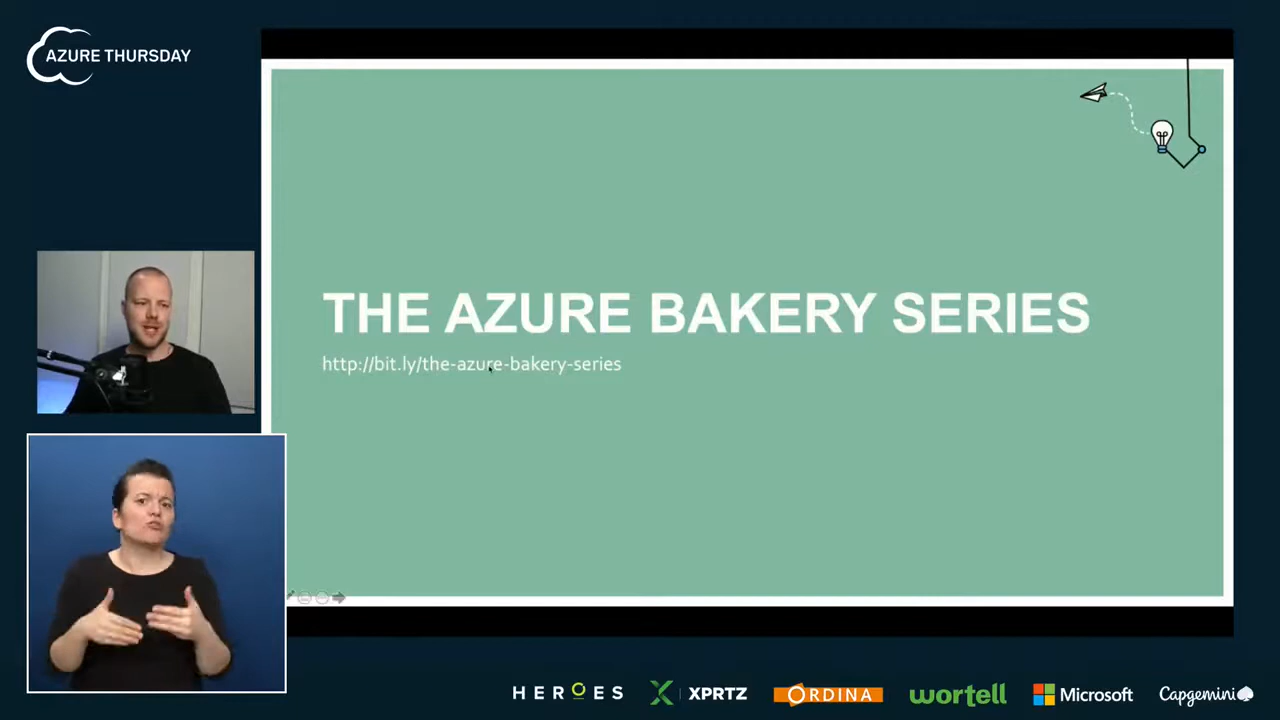 AZURE THURSDAY
THE AZURE BAKERY SERIES
http://bit.ly/the-azure-bakery-series
HEROES
XPRTZ
ORDINA
wortell
Microsoft
Capgemini